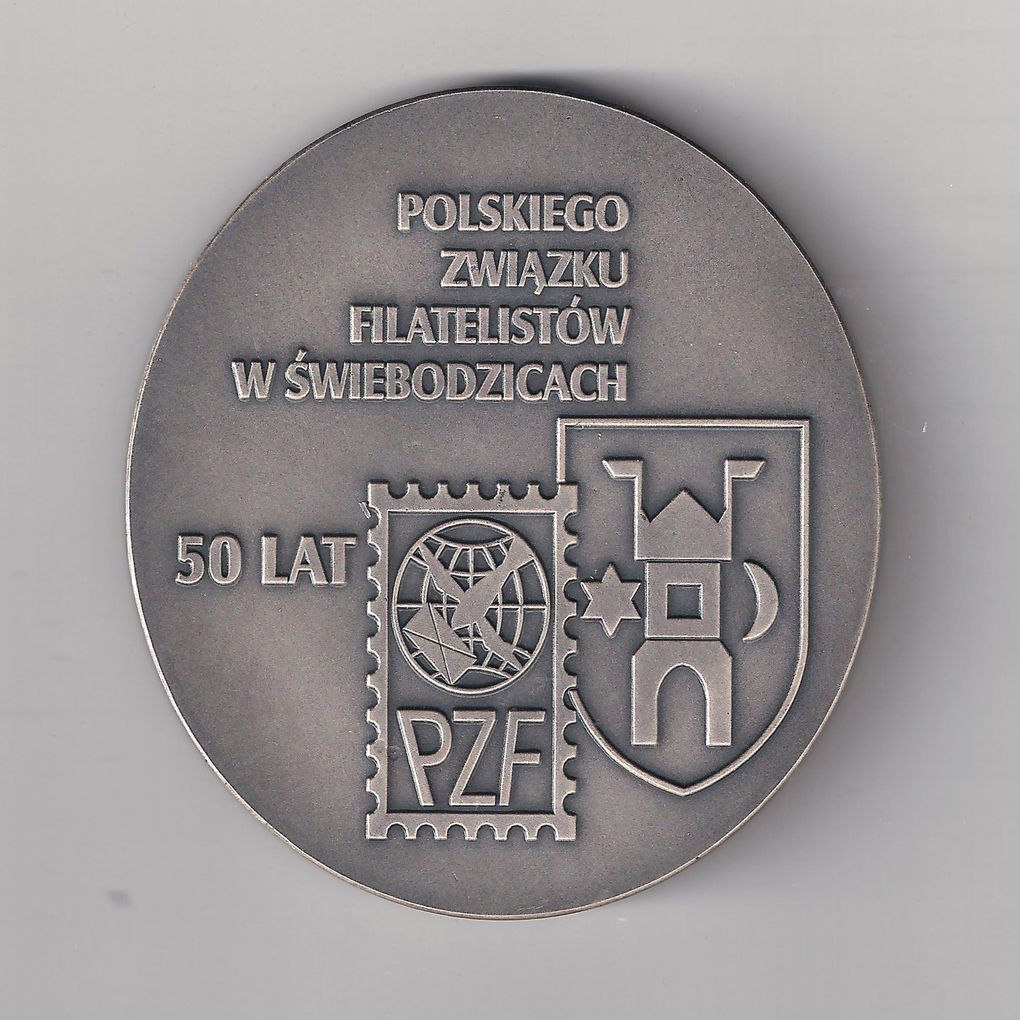 POLSKIEGO
ZWIĄZKU
FILATELISTÓW
W ŚWIEBODZICACH
50 LAT
PZF